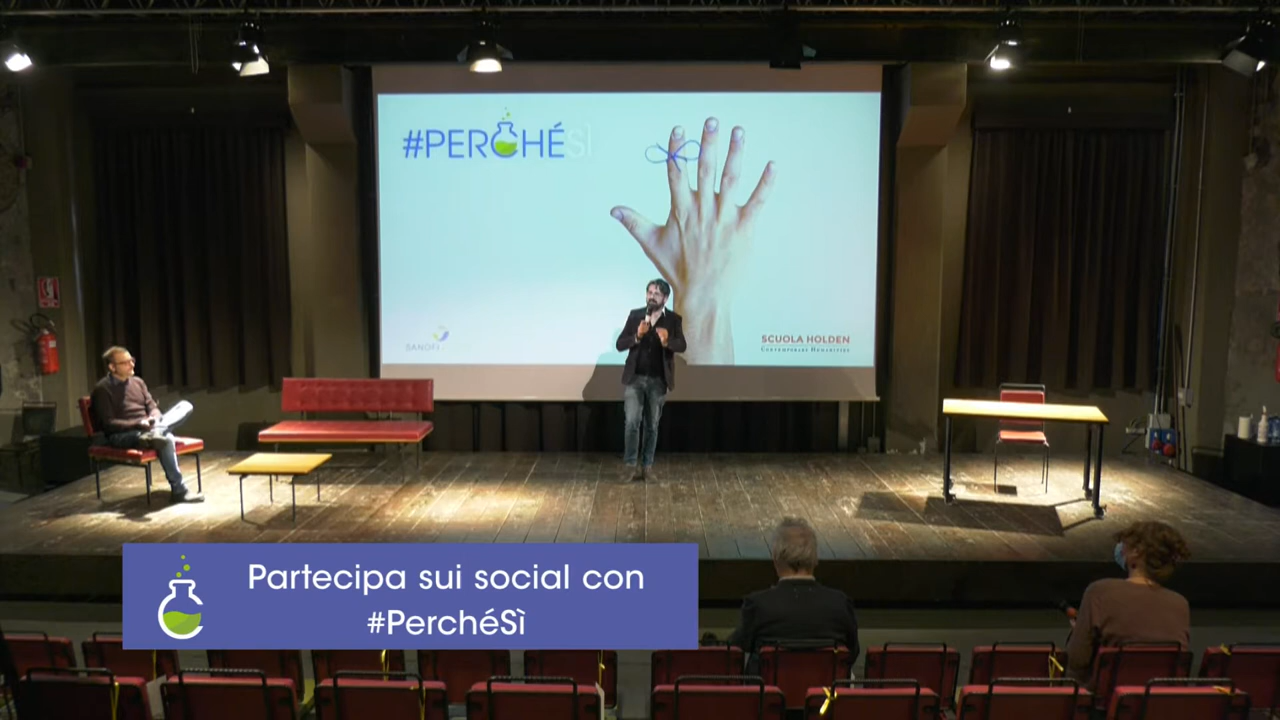 #PERCHÉSÌ
SANOFI
SCUOLA HOLDEN
CONTEMPORARY HUMANITIES
Partecipa sui social con
#PerchéSì